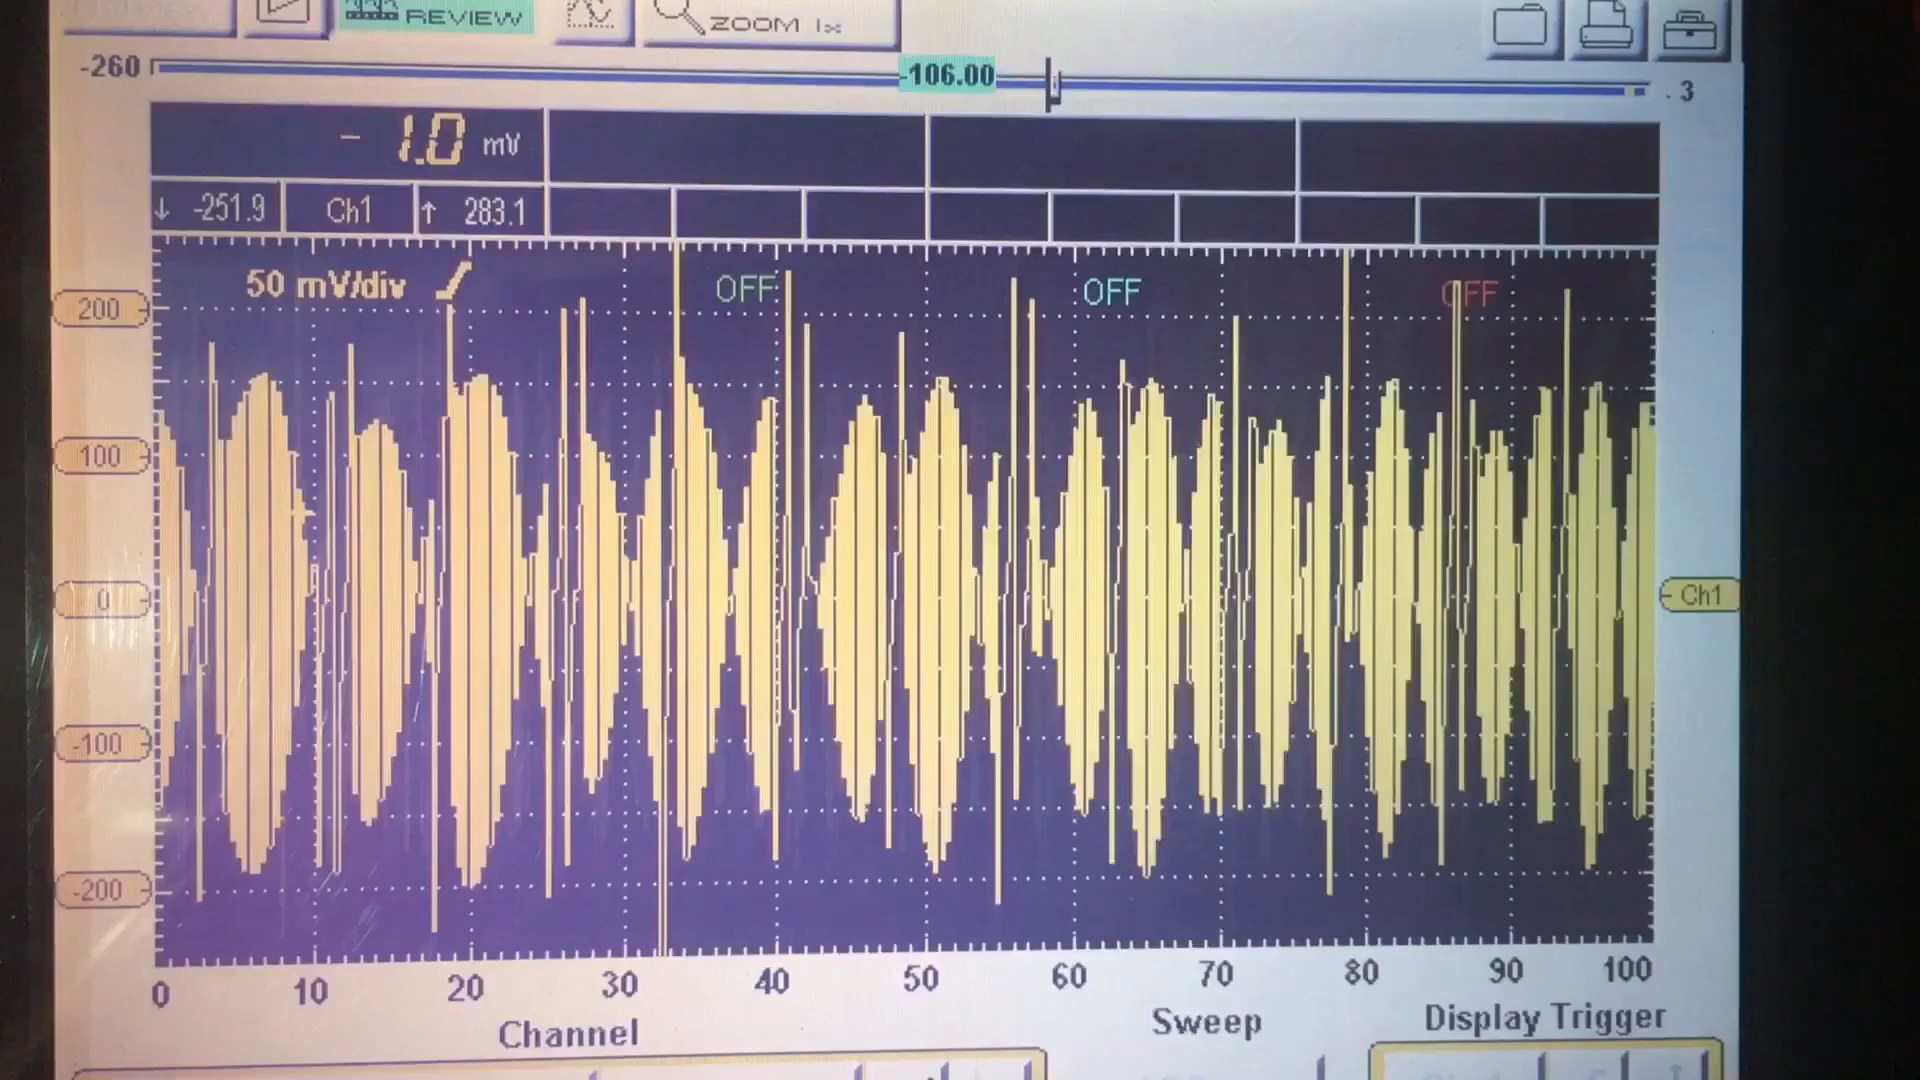 REVIEW
ZOOM 1x
-260
-106.00
. 3
- 1.0 mV
↓ -251.9 Ch1 ↑ 283.1
50 mV/div OFF OFF OFF
200
100
0
Ch1
-100
-200
0 10 20 30 40 50 60 70 80 90 100
Channel Sweep Display Trigger